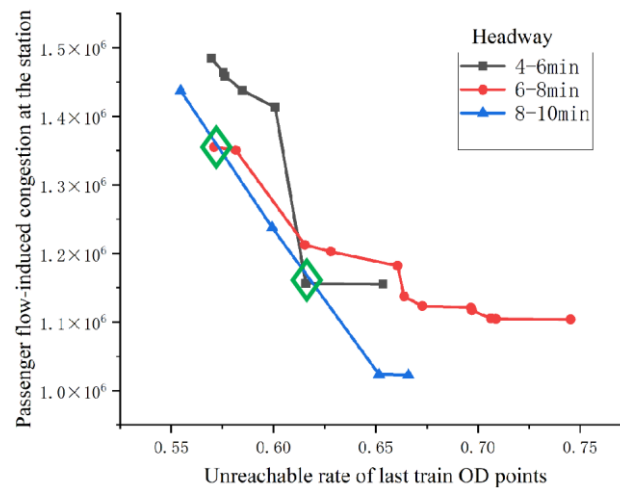 Headway
4-6min
6-8min
8-10min
Passenger flow-induced congestion at the station
1.5×10⁶
1.4×10⁶
1.3×10⁶
1.2×10⁶
1.1×10⁶
1.0×10⁶
0.55 0.60 0.65 0.70 0.75
Unreachable rate of last train OD points